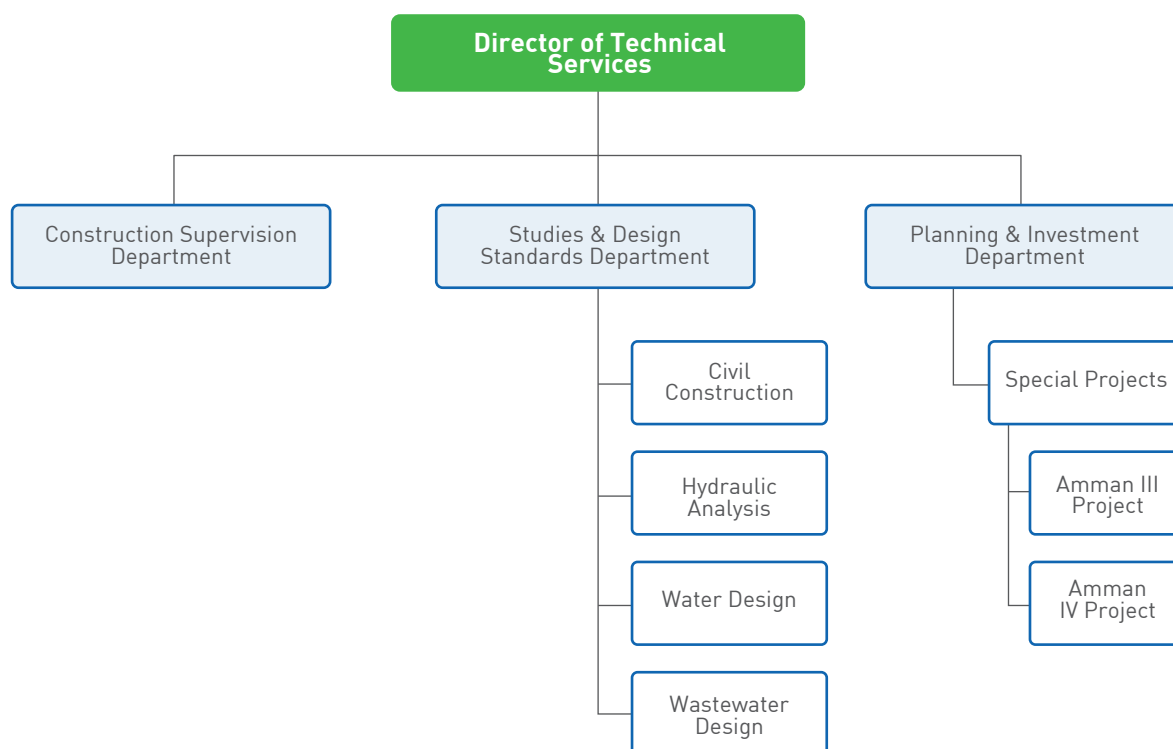 Director of Technical
Services
Construction Supervision
Department
Studies & Design
Standards Department
Planning & Investment
Department
Civil
Construction
Hydraulic
Analysis
Water Design
Wastewater
Design
Special Projects
Amman III
Project
Amman
IV Project